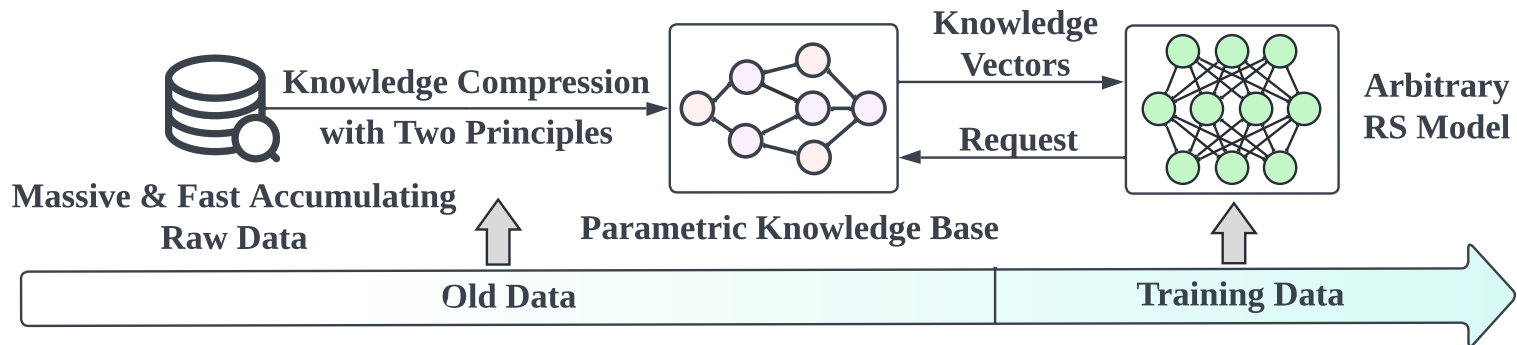 Knowledge Compression
with Two Principles
Massive & Fast Accumulating
Raw Data
Parametric Knowledge Base
Knowledge
Vectors
Request
Arbitrary
RS Model
Old Data
Training Data